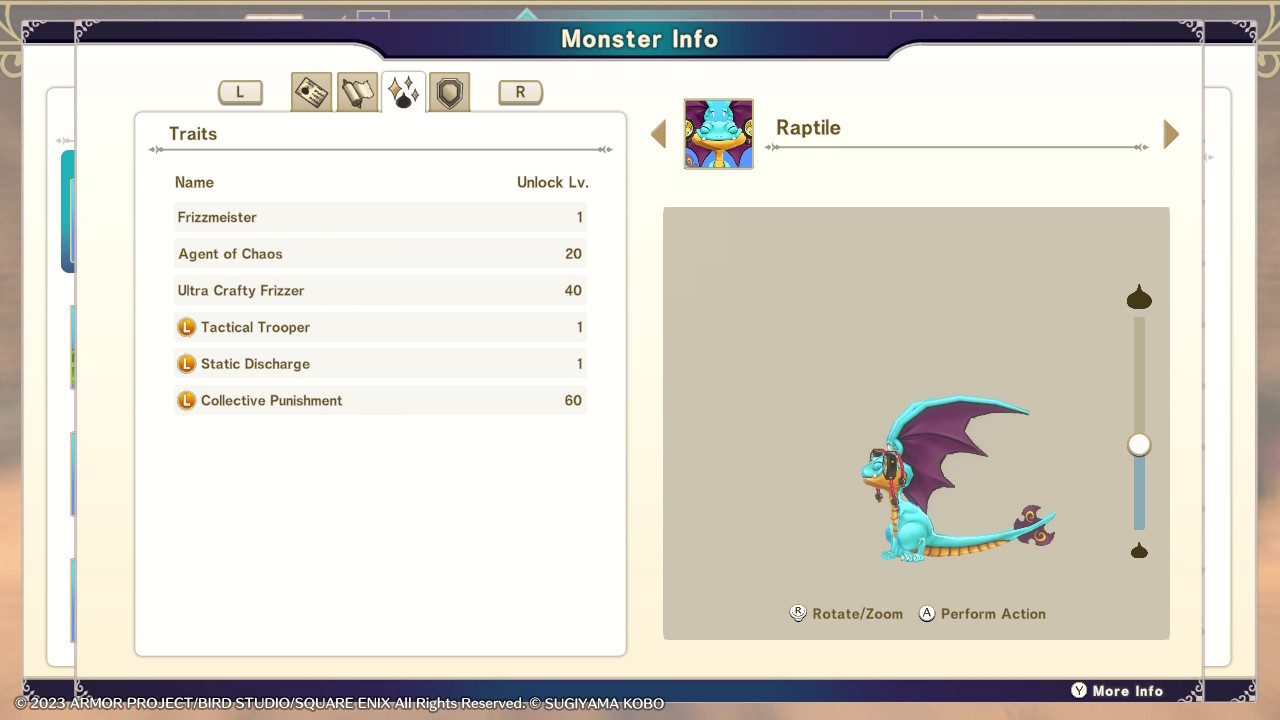 Monster Info
L
R
Traits
Raptile
Name Unlock Lv.
Frizzmeister 1
Agent of Chaos 20
Ultra Crafty Frizzer 40
L Tactical Trooper 1
L Static Discharge 1
L Collective Punishment 60
R Rotate/Zoom A Perform Action
Y More Info
© 2023 ARMOR PROJECT/BIRD STUDIO/SQUARE ENIX All Rights Reserved. © SUGIYAMA KOBO